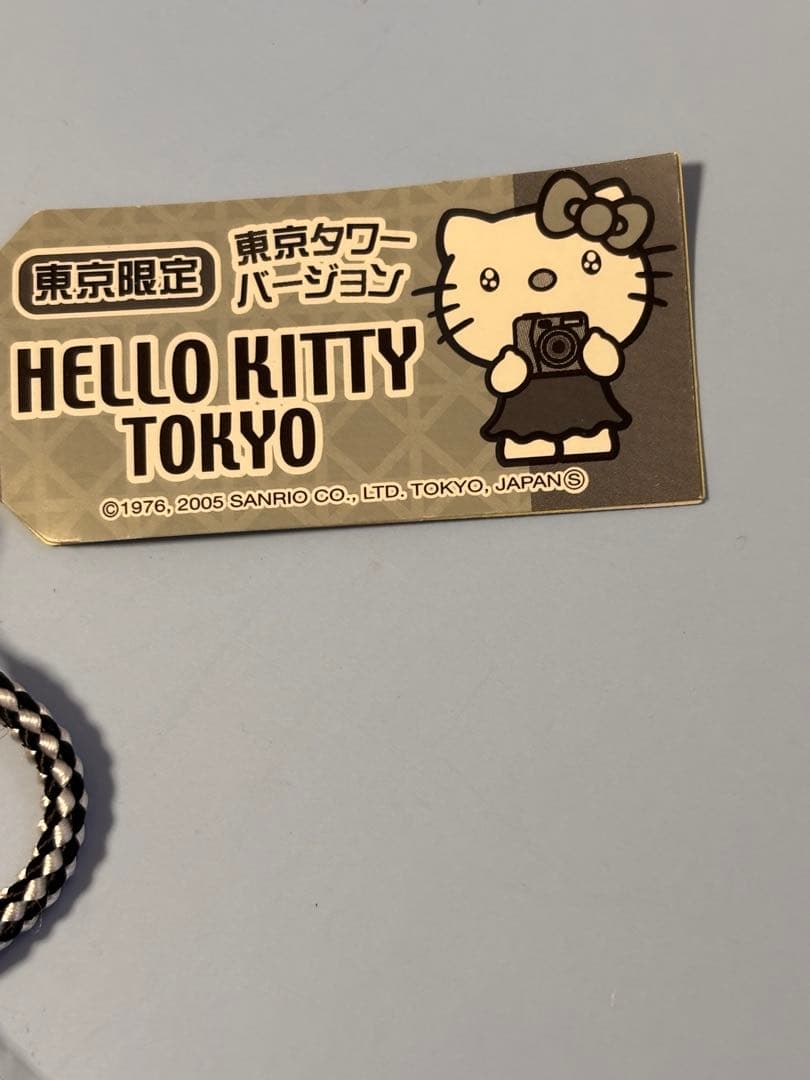 東京限定
東京タワー
バージョン
HELLO KITTY
TOKYO
©1976, 2005 SANRIO CO., LTD. TOKYO, JAPAN Ⓢ